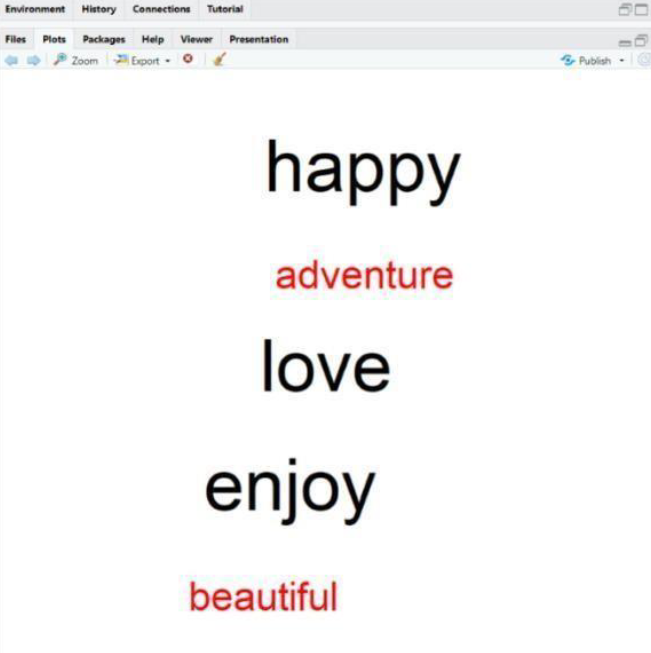 Environment History Connections Tutorial
Files Plots Packages Help Viewer Presentation
Zoom Export Publish
happy
adventure
love
enjoy
beautiful